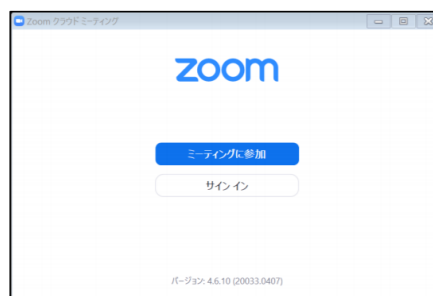 Zoom クラウド ミーティング
zoom
ミーティングに参加
サイン イン
バージョン: 4.6.10 (20033.0407)